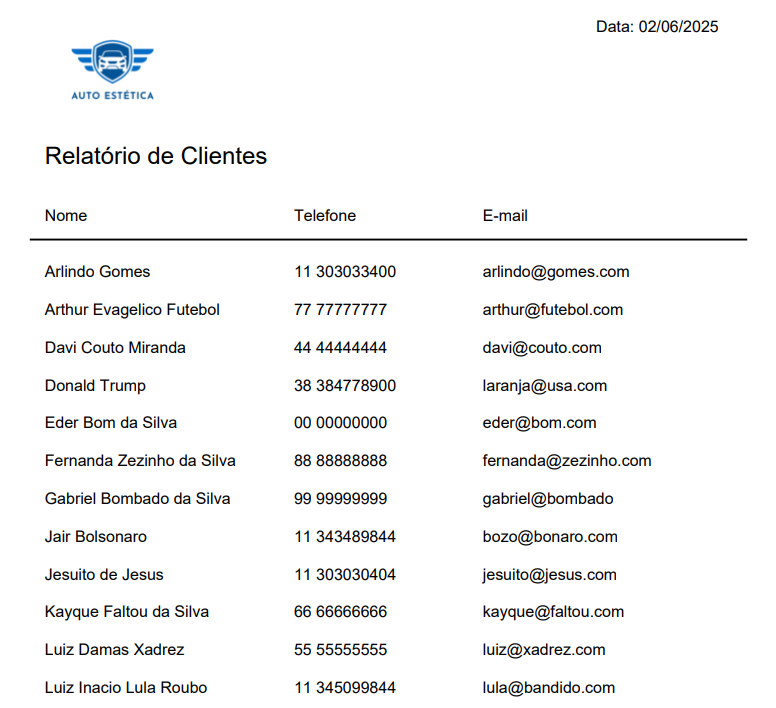 Data: 02/06/2025
AUTO ESTÉTICA
Relatório de Clientes
Nome Telefone E-mail
Arlindo Gomes 11 303033400 arlindo@gomes.com
Arthur Evagelico Futebol 77 77777777 arthur@futebol.com
Davi Couto Miranda 44 44444444 davi@couto.com
Donald Trump 38 384778900 laranja@usa.com
Eder Bom da Silva 00 00000000 eder@bom.com
Fernanda Zezinho da Silva 88 88888888 fernanda@zezinho.com
Gabriel Bombado da Silva 99 99999999 gabriel@bombado
Jair Bolsonaro 11 343489844 bozo@bonaro.com
Jesuito de Jesus 11 303030404 jesuito@jesus.com
Kayque Faltou da Silva 66 66666666 kayque@faltou.com
Luiz Damas Xadrez 55 55555555 luiz@xadrez.com
Luiz Inacio Lula Roubo 11 345099844 lula@bandido.com